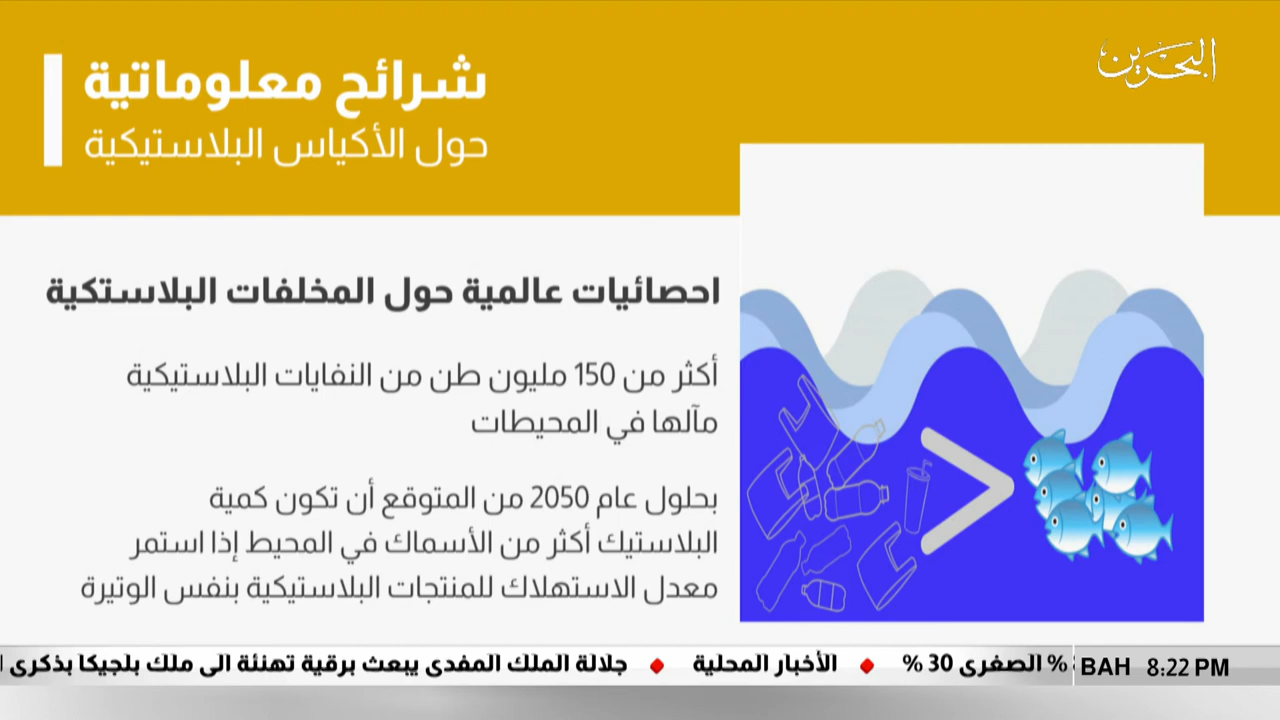 البحرين
شرائح معلوماتية
حول الأكياس البلاستيكية
احصائيات عالمية حول المخلفات البلاستكية
أكثر من 150 مليون طن من النفايات البلاستيكية
مآلها في المحيطات
بحلول عام 2050 من المتوقع أن تكون كمية
البلاستيك أكثر من الأسماك في المحيط إذا استمر
معدل الاستهلاك للمنتجات البلاستيكية بنفس الوتيرة
>
% الصغرى 30 % • الأخبار المحلية • جلالة الملك المفدى يبعث برقية تهنئة الى ملك بلجيكا بذكرى
BAH 8:22 PM